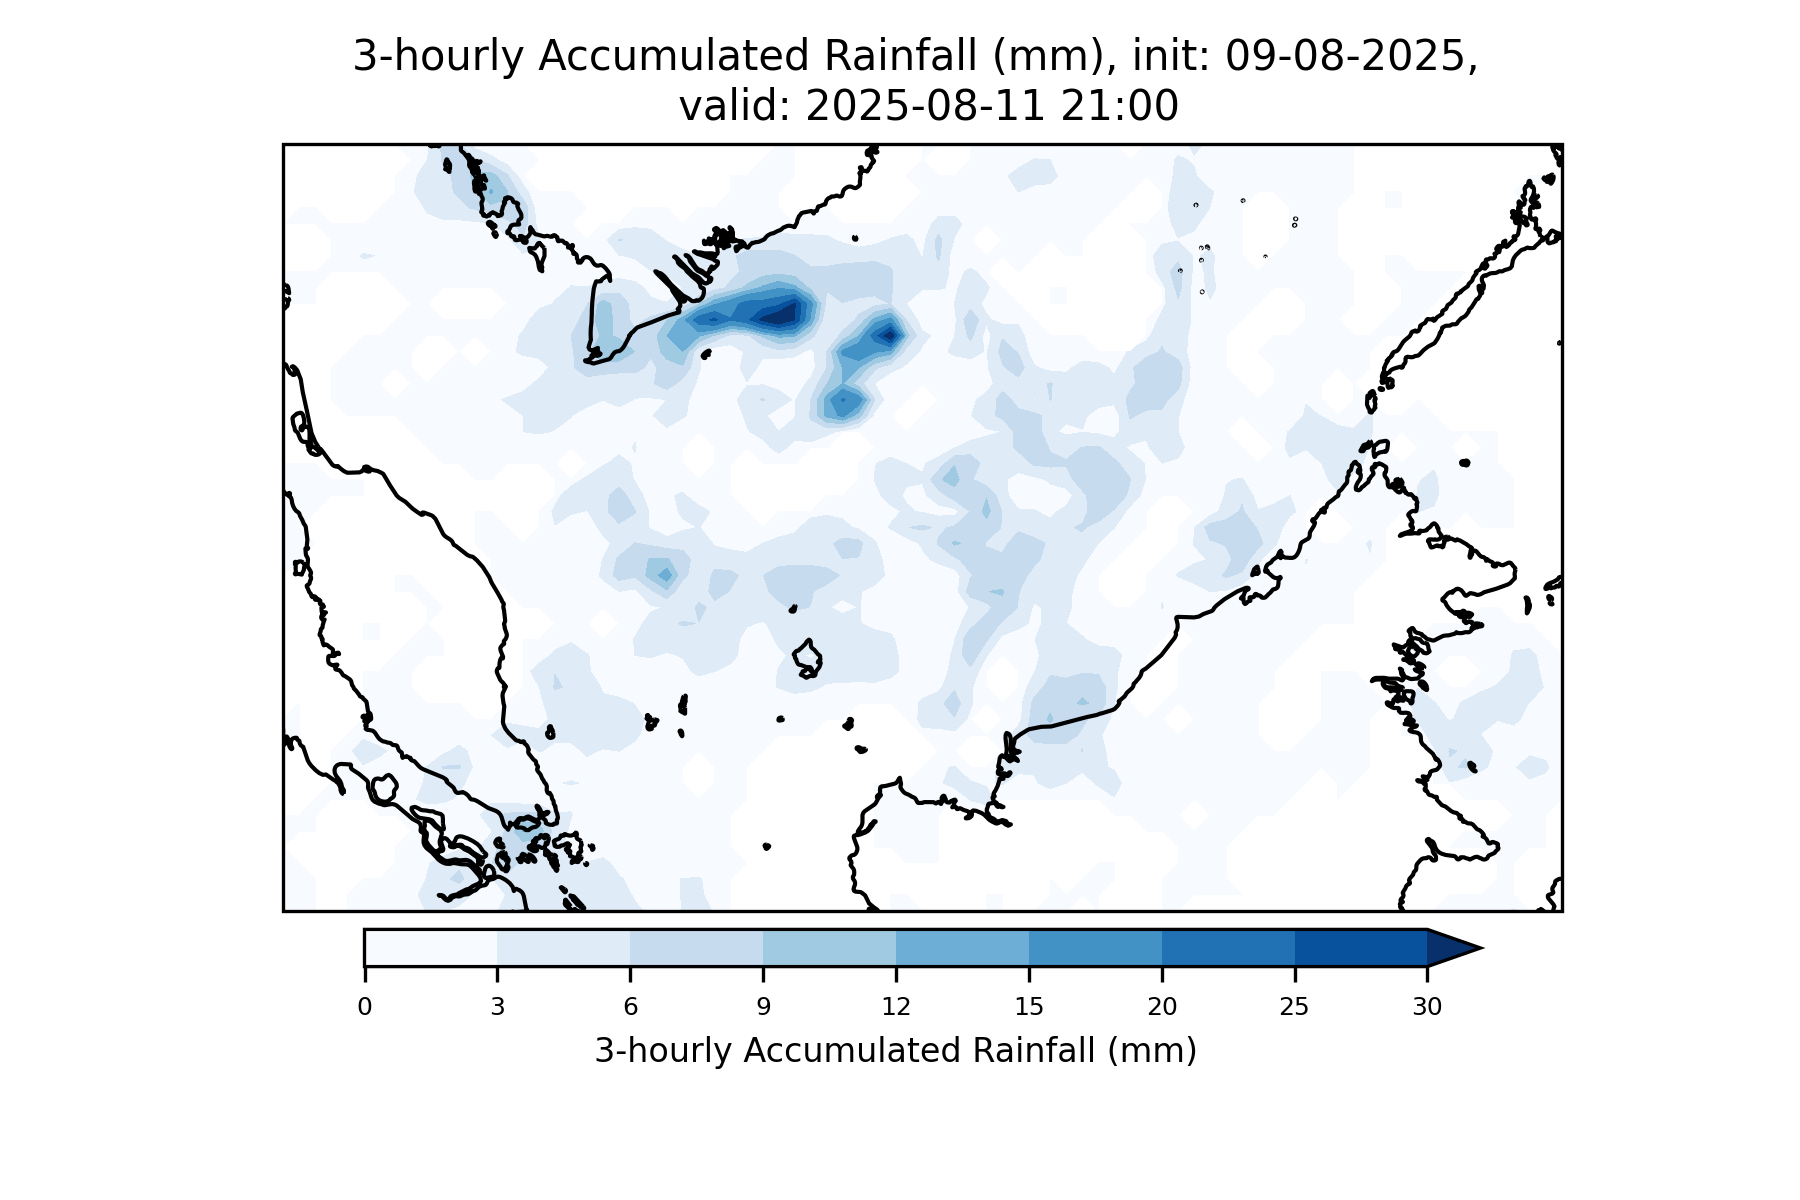 3-hourly Accumulated Rainfall (mm), init: 09-08-2025,
valid: 2025-08-11 21:00
0 3 6 9 12 15 20 25 30
3-hourly Accumulated Rainfall (mm)